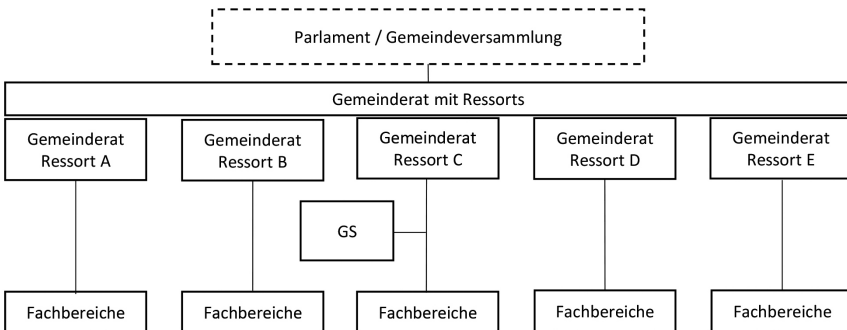 Parlament / Gemeindeversammlung
Gemeinderat mit Ressorts
Gemeinderat
Ressort A
Gemeinderat
Ressort B
Gemeinderat
Ressort C
Gemeinderat
Ressort D
Gemeinderat
Ressort E
GS
Fachbereiche
Fachbereiche
Fachbereiche
Fachbereiche
Fachbereiche